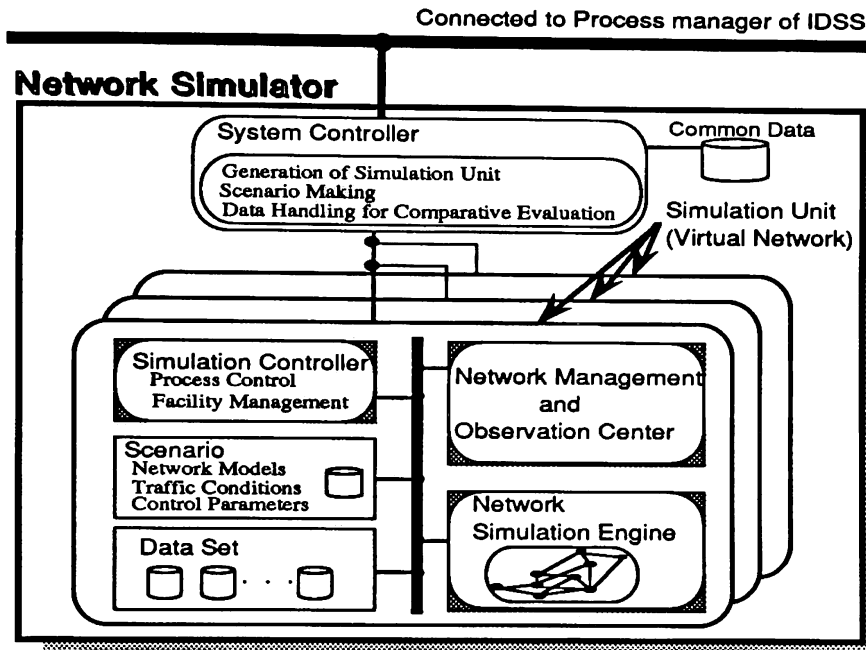 Connected to Process manager of IDSS
Network Simulator
System Controller
Common Data
Generation of Simulation Unit
Scenario Making
Data Handling for Comparative Evaluation
Simulation Unit
(Virtual Network)
Simulation Controller
Process Control
Facility Management
Network Management
and
Observation Center
Scenario
Network Models
Traffic Conditions
Control Parameters
Network
Simulation Engine
Data Set
. . .